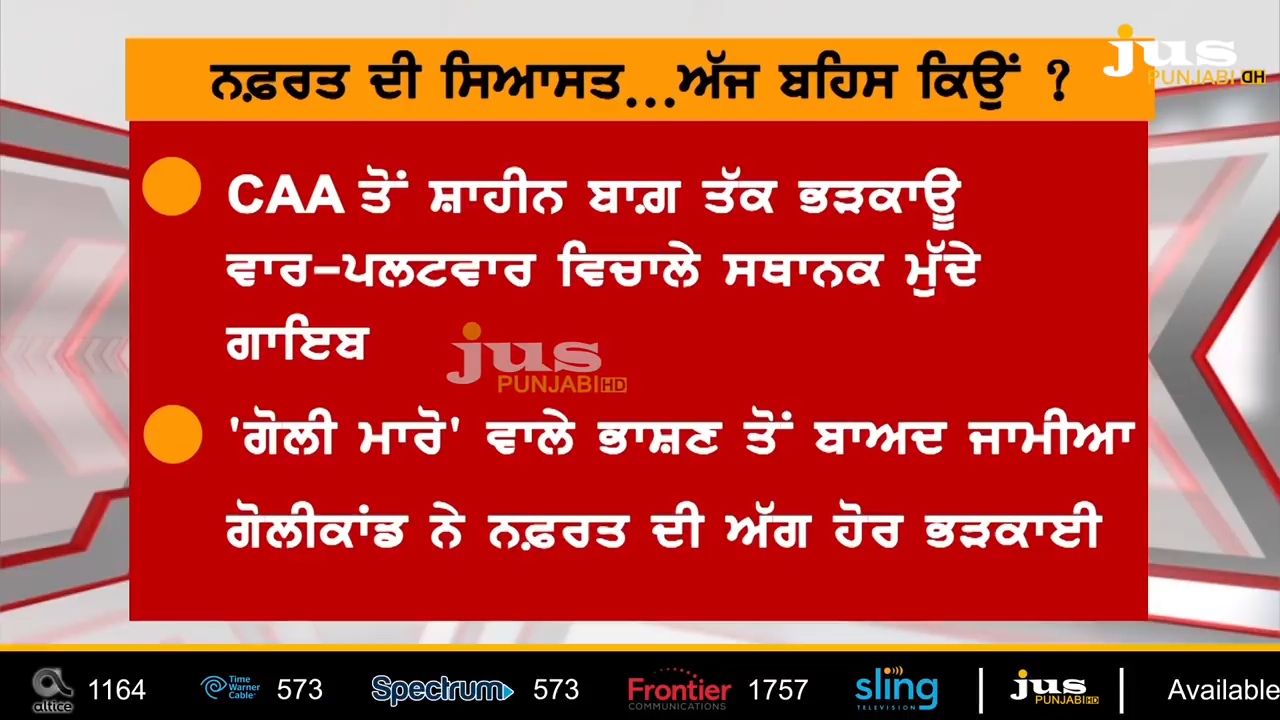 jus
PUNJABI HD
ਨਫ਼ਰਤ ਦੀ ਸਿਆਸਤ...ਅੱਜ ਬਹਿਸ ਕਿਉਂ ?
CAA ਤੋਂ ਸ਼ਾਹੀਨ ਬਾਗ਼ ਤੱਕ ਭੜਕਾਊ
ਵਾਰ-ਪਲਟਵਾਰ ਵਿਚਾਲੇ ਸਥਾਨਕ ਮੁੱਦੇ
ਗਾਇਬ
jus
PUNJABI HD
'ਗੋਲੀ ਮਾਰੋ' ਵਾਲੇ ਭਾਸ਼ਣ ਤੋਂ ਬਾਅਦ ਜਾਮੀਆ
ਗੋਲੀਕਾਂਡ ਨੇ ਨਫ਼ਰਤ ਦੀ ਅੱਗ ਹੋਰ ਭੜਕਾਈ
altice 1164 Time Warner Cable 573 Spectrum 573 Frontier COMMUNICATIONS 1757 sling TELEVISION | jus PUNJABI HD | Available